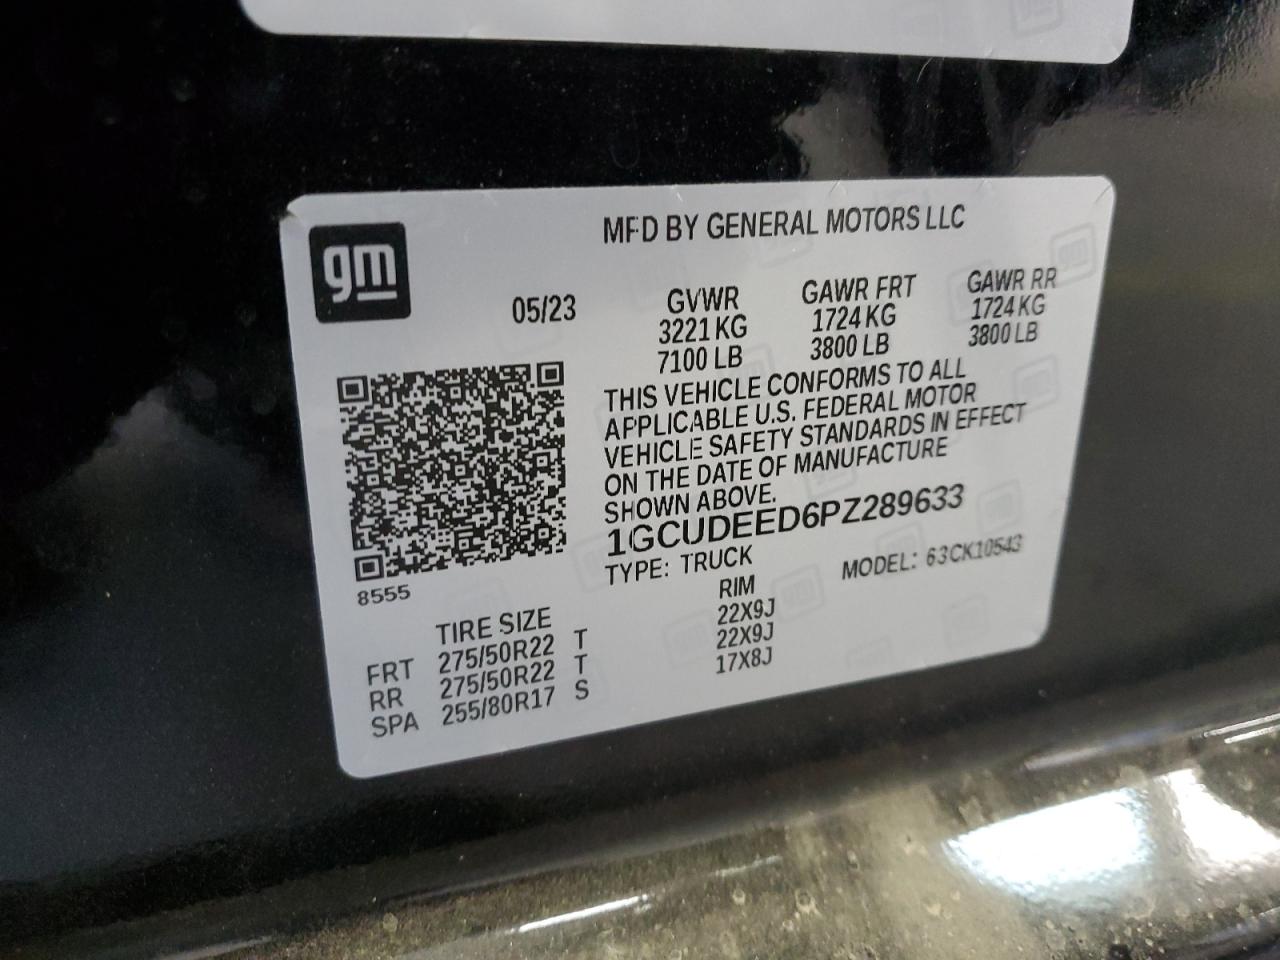 gm
MFD BY GENERAL MOTORS LLC
05/23
GVWR
3221 KG
7100 LB
GAWR FRT
1724 KG
3800 LB
GAWR RR
1724 KG
3800 LB
THIS VEHICLE CONFORMS TO ALL
APPLICABLE U.S. FEDERAL MOTOR
VEHICLE SAFETY STANDARDS IN EFFECT
ON THE DATE OF MANUFACTURE
SHOWN ABOVE.
1GCUDEED6PZ289633
TYPE: TRUCK
MODEL: 63CK10543
8555
TIRE SIZE RIM
FRT 275/50R22 T 22X9J
RR 275/50R22 T 22X9J
SPA 255/80R17 S 17X8J